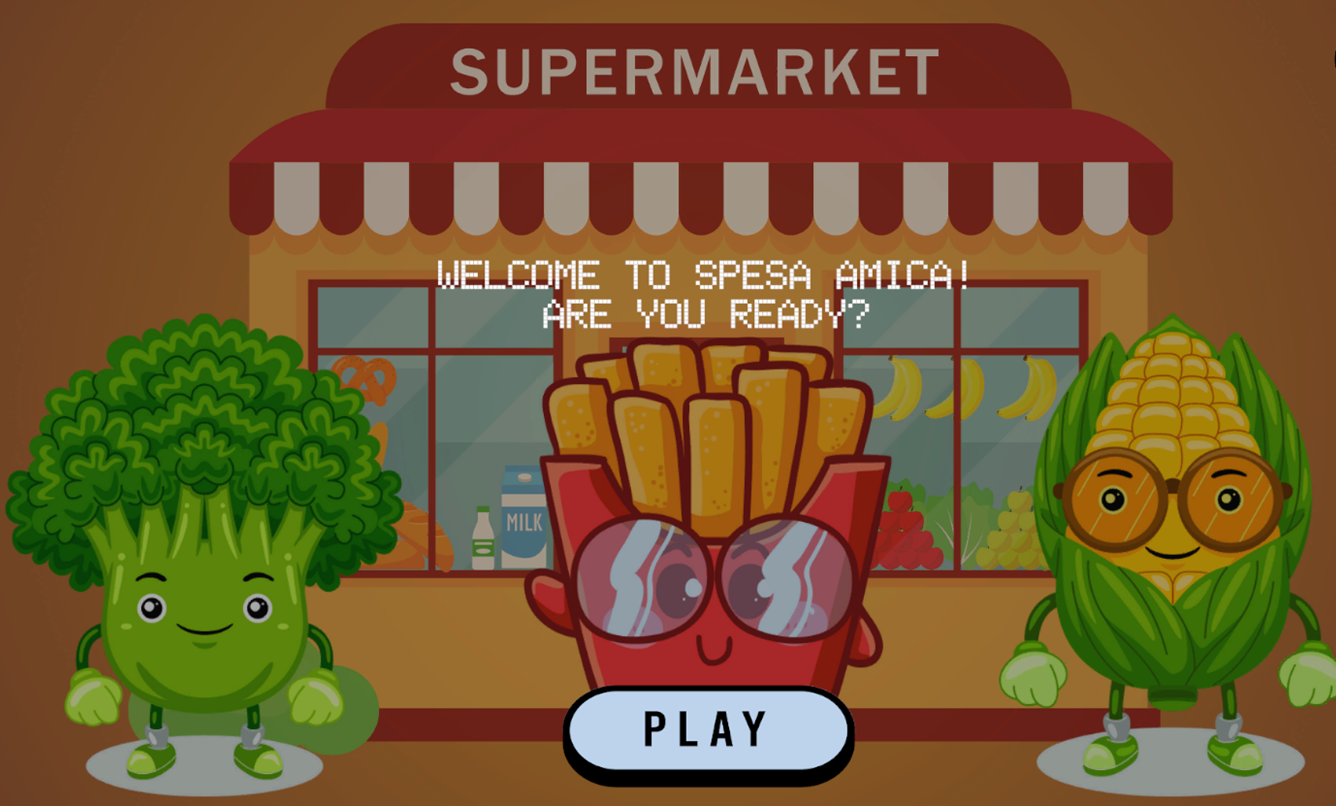 SUPERMARKET
WELCOME TO SPESA AMICA!
ARE YOU READY?
MILK
PLAY